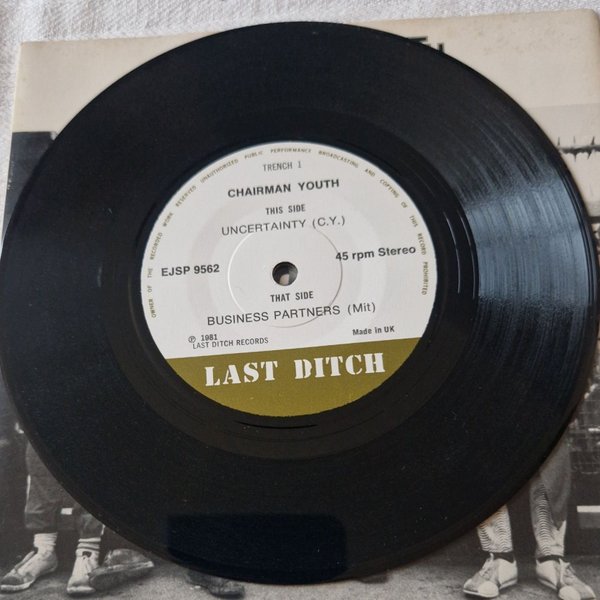 OWNER OF THE RECORDED WORK RESERVED UNAUTHORISED PUBLIC PERFORMANCE BROADCASTING AND COPYING OF THIS RECORD PROHIBITED
TRENCH 1
CHAIRMAN YOUTH
THIS SIDE
UNCERTAINTY (C.Y.)
EJSP 9562
45 rpm Stereo
THAT SIDE
BUSINESS PARTNERS (Mit)
℗ 1981
LAST DITCH RECORDS
Made in UK
LAST DITCH